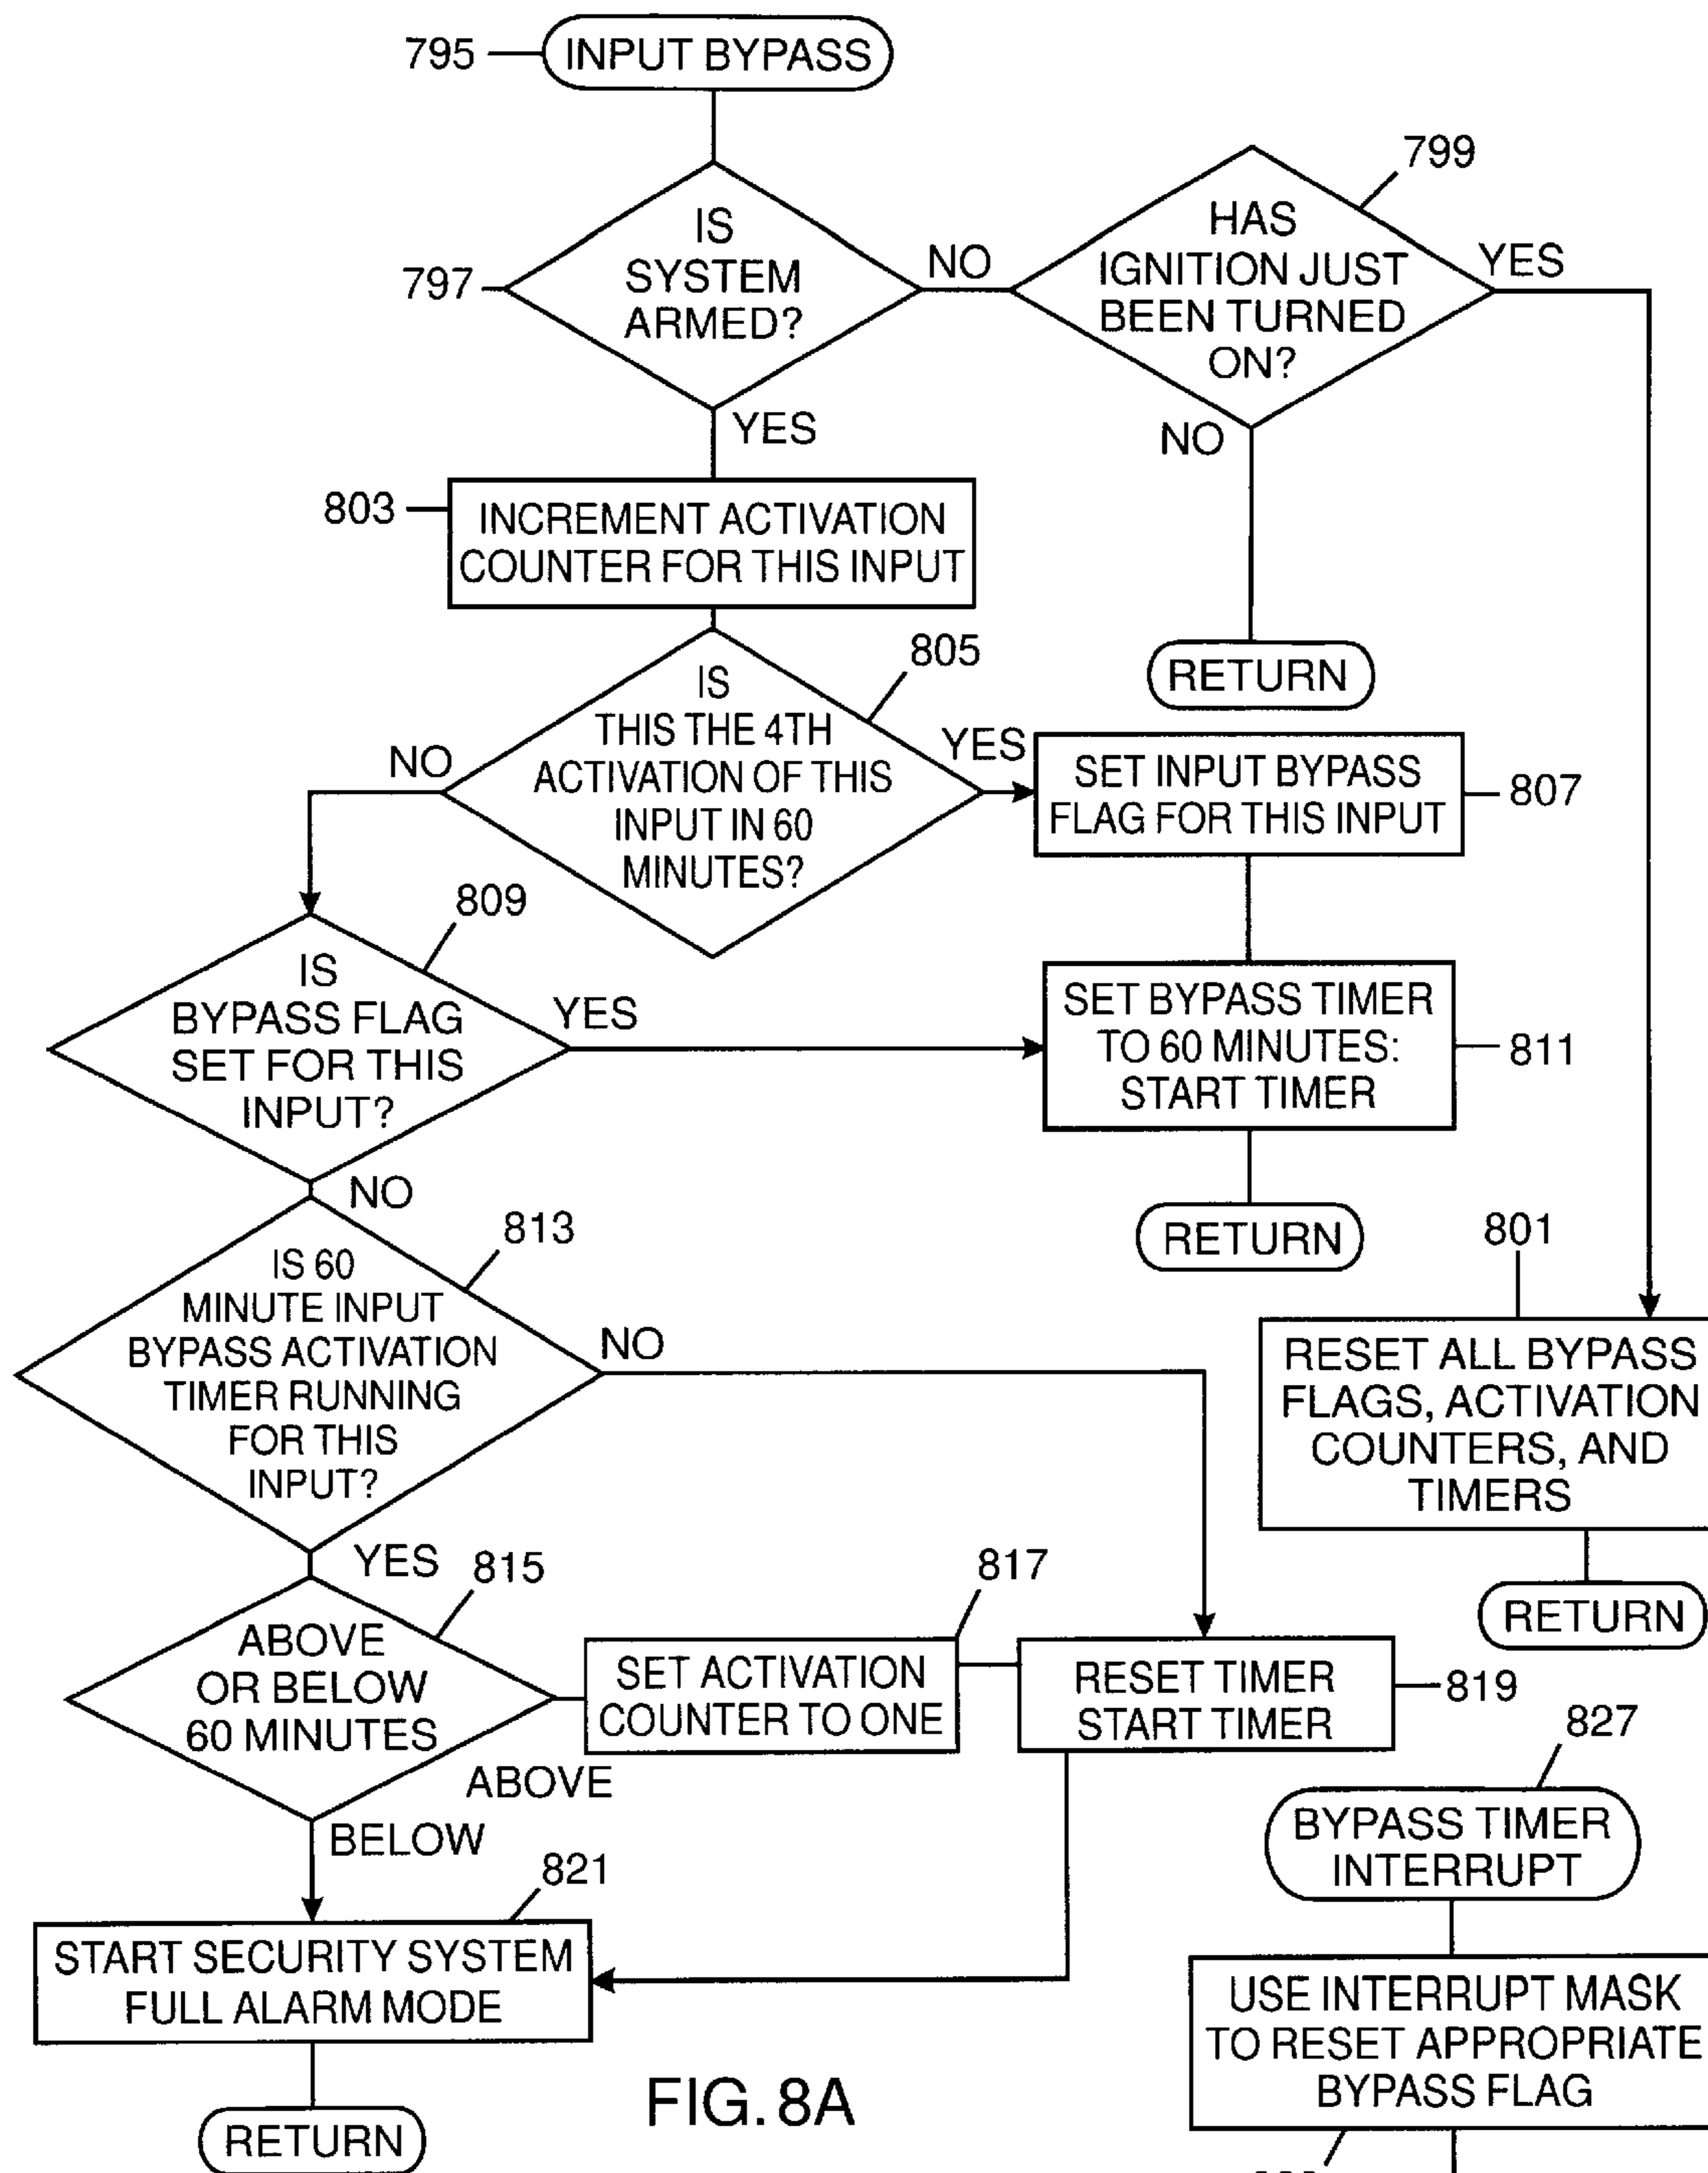 795
INPUT BYPASS
799
797
IS
SYSTEM
ARMED?
NO
HAS
IGNITION JUST
BEEN TURNED
ON?
YES
YES
NO
803
INCREMENT ACTIVATION
COUNTER FOR THIS INPUT
RETURN
805
IS
THIS THE 4TH
ACTIVATION OF THIS
INPUT IN 60
MINUTES?
NO
YES
SET INPUT BYPASS
FLAG FOR THIS INPUT
807
809
IS
BYPASS FLAG
SET FOR THIS
INPUT?
YES
SET BYPASS TIMER
TO 60 MINUTES:
START TIMER
811
NO
RETURN
813
IS 60
MINUTE INPUT
BYPASS ACTIVATION
TIMER RUNNING
FOR THIS
INPUT?
NO
801
RESET ALL BYPASS
FLAGS, ACTIVATION
COUNTERS, AND
TIMERS
YES
RETURN
815
ABOVE
OR BELOW
60 MINUTES
817
SET ACTIVATION
COUNTER TO ONE
RESET TIMER
START TIMER
819
ABOVE
BELOW
827
BYPASS TIMER
INTERRUPT
821
START SECURITY SYSTEM
FULL ALARM MODE
USE INTERRUPT MASK
TO RESET APPROPRIATE
BYPASS FLAG
RETURN
FIG. 8A